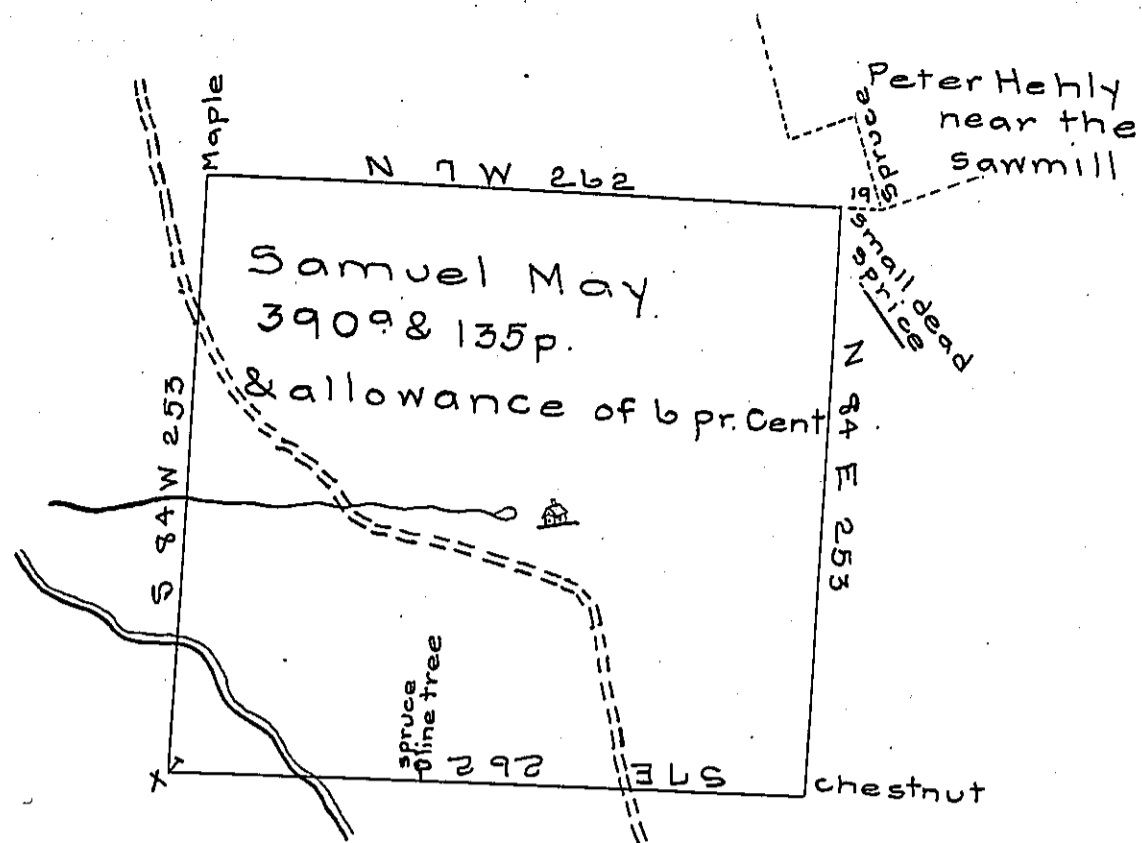 Maple
N 7 W 262
Peter Hehly
near the
sawmill
Spruce
19
small dead
sprice
Samuel May.
390a & 135p.
& allowance of 6 pr. Cent
N 84 E 253
S 84 W 253
spruce
line tree
S 7 E 262
chestnut
X